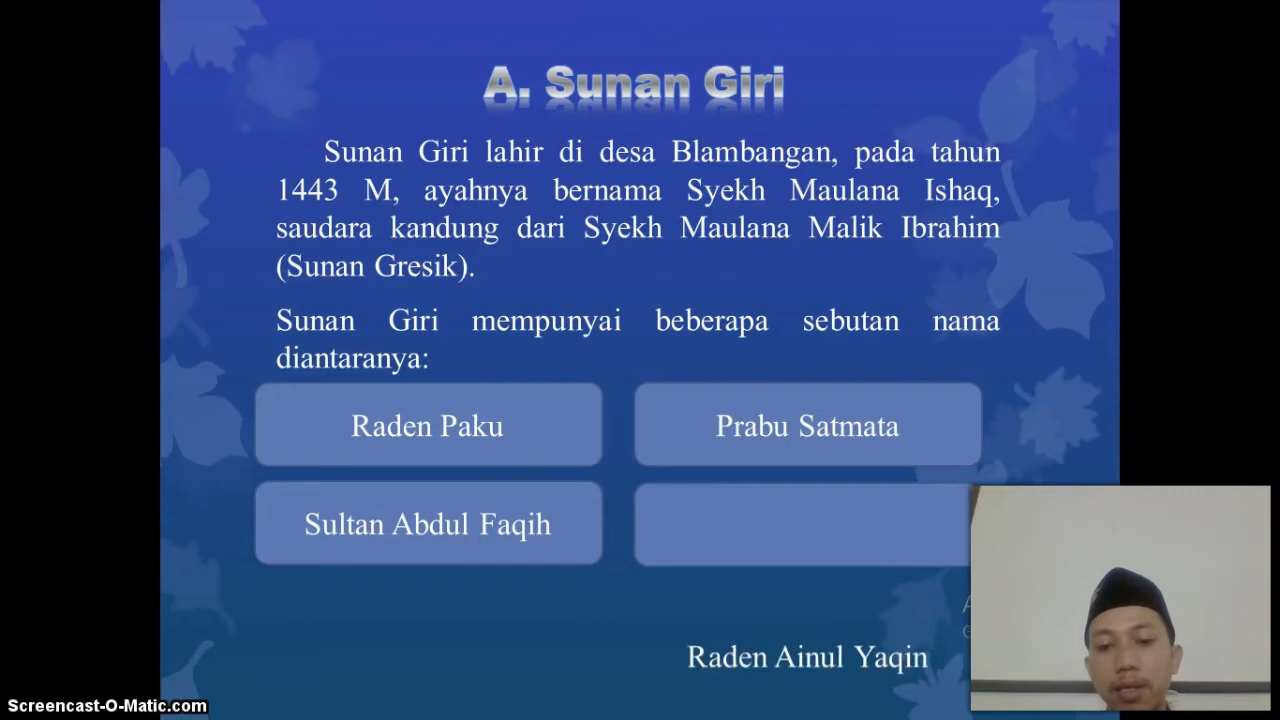 A. Sunan Giri
Sunan Giri lahir di desa Blambangan, pada tahun
1443 M, ayahnya bernama Syekh Maulana Ishaq,
saudara kandung dari Syekh Maulana Malik Ibrahim
(Sunan Gresik).
Sunan Giri mempunyai beberapa sebutan nama
diantaranya:
Raden Paku
Prabu Satmata
Sultan Abdul Faqih
Raden Ainul Yaqin
Screencast-O-Matic.com